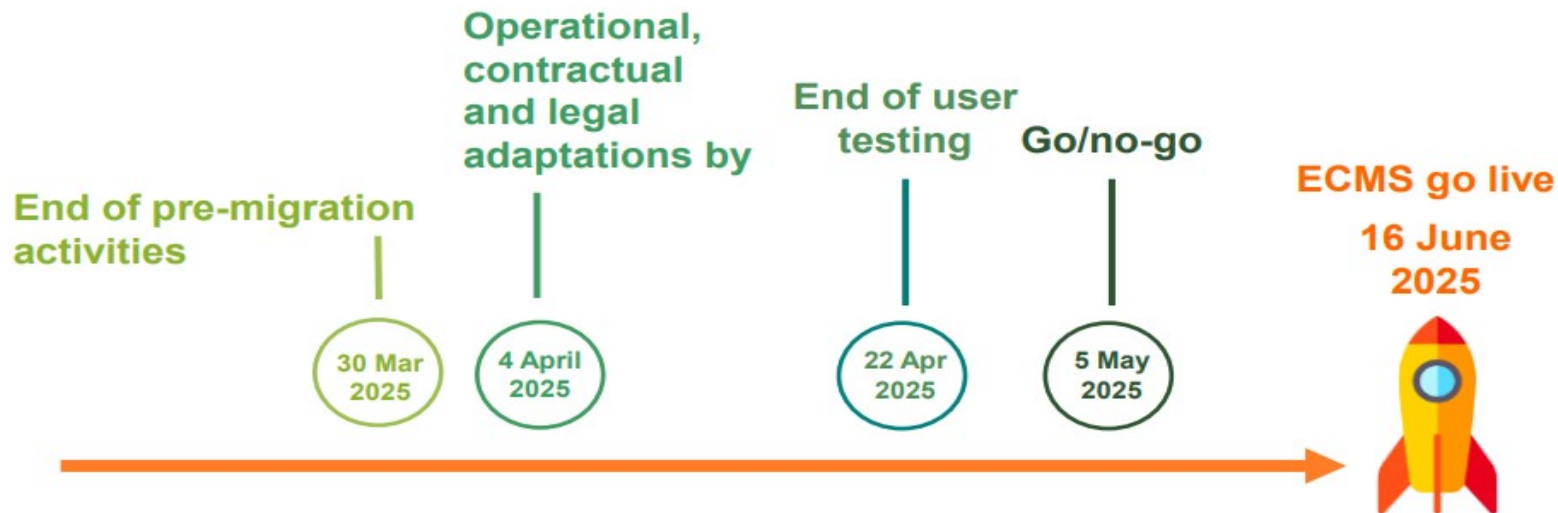 End of pre-migration
activities
30 Mar
2025
Operational,
contractual
and legal
adaptations by
4 April
2025
End of user
testing
22 Apr
2025
Go/no-go
5 May
2025
ECMS go live
16 June
2025